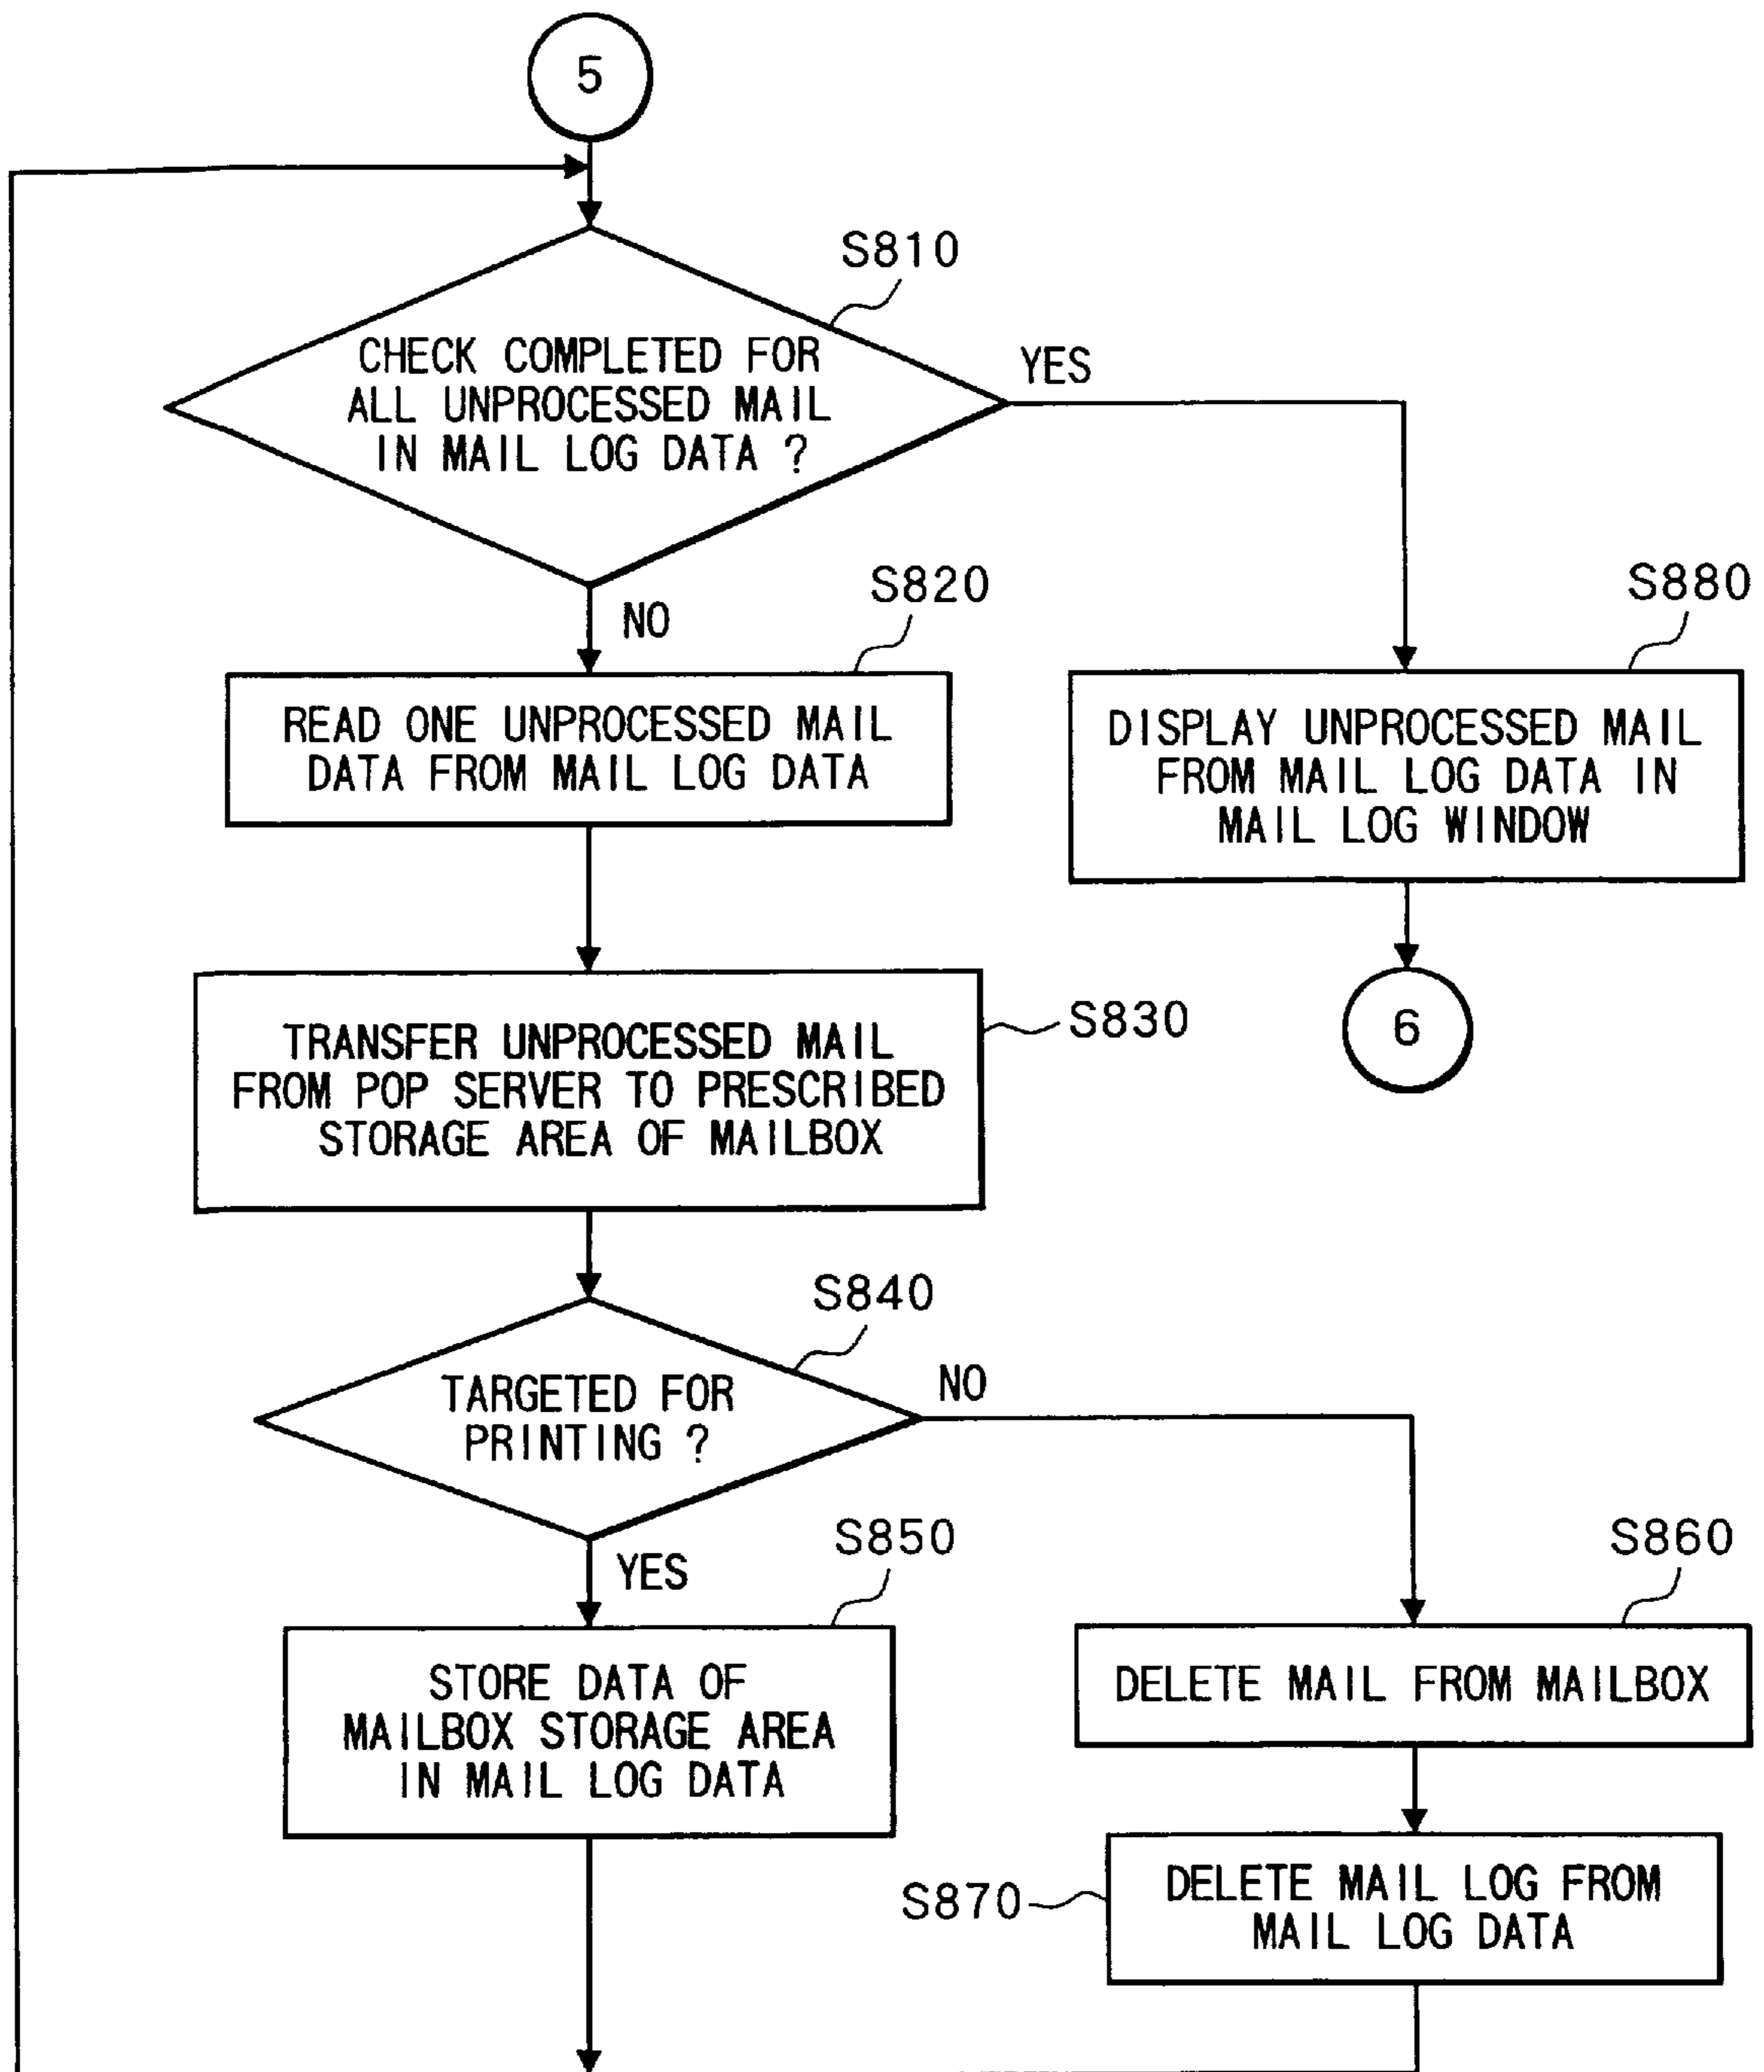 5
S810
CHECK COMPLETED FOR
ALL UNPROCESSED MAIL
IN MAIL LOG DATA ?
YES
NO
S820
READ ONE UNPROCESSED MAIL
DATA FROM MAIL LOG DATA
S880
DISPLAY UNPROCESSED MAIL
FROM MAIL LOG DATA IN
MAIL LOG WINDOW
6
TRANSFER UNPROCESSED MAIL
FROM POP SERVER TO PRESCRIBED
STORAGE AREA OF MAILBOX
S830
S840
TARGETED FOR
PRINTING ?
NO
YES
S850
STORE DATA OF
MAILBOX STORAGE AREA
IN MAIL LOG DATA
S860
DELETE MAIL FROM MAILBOX
S870
DELETE MAIL LOG FROM
MAIL LOG DATA